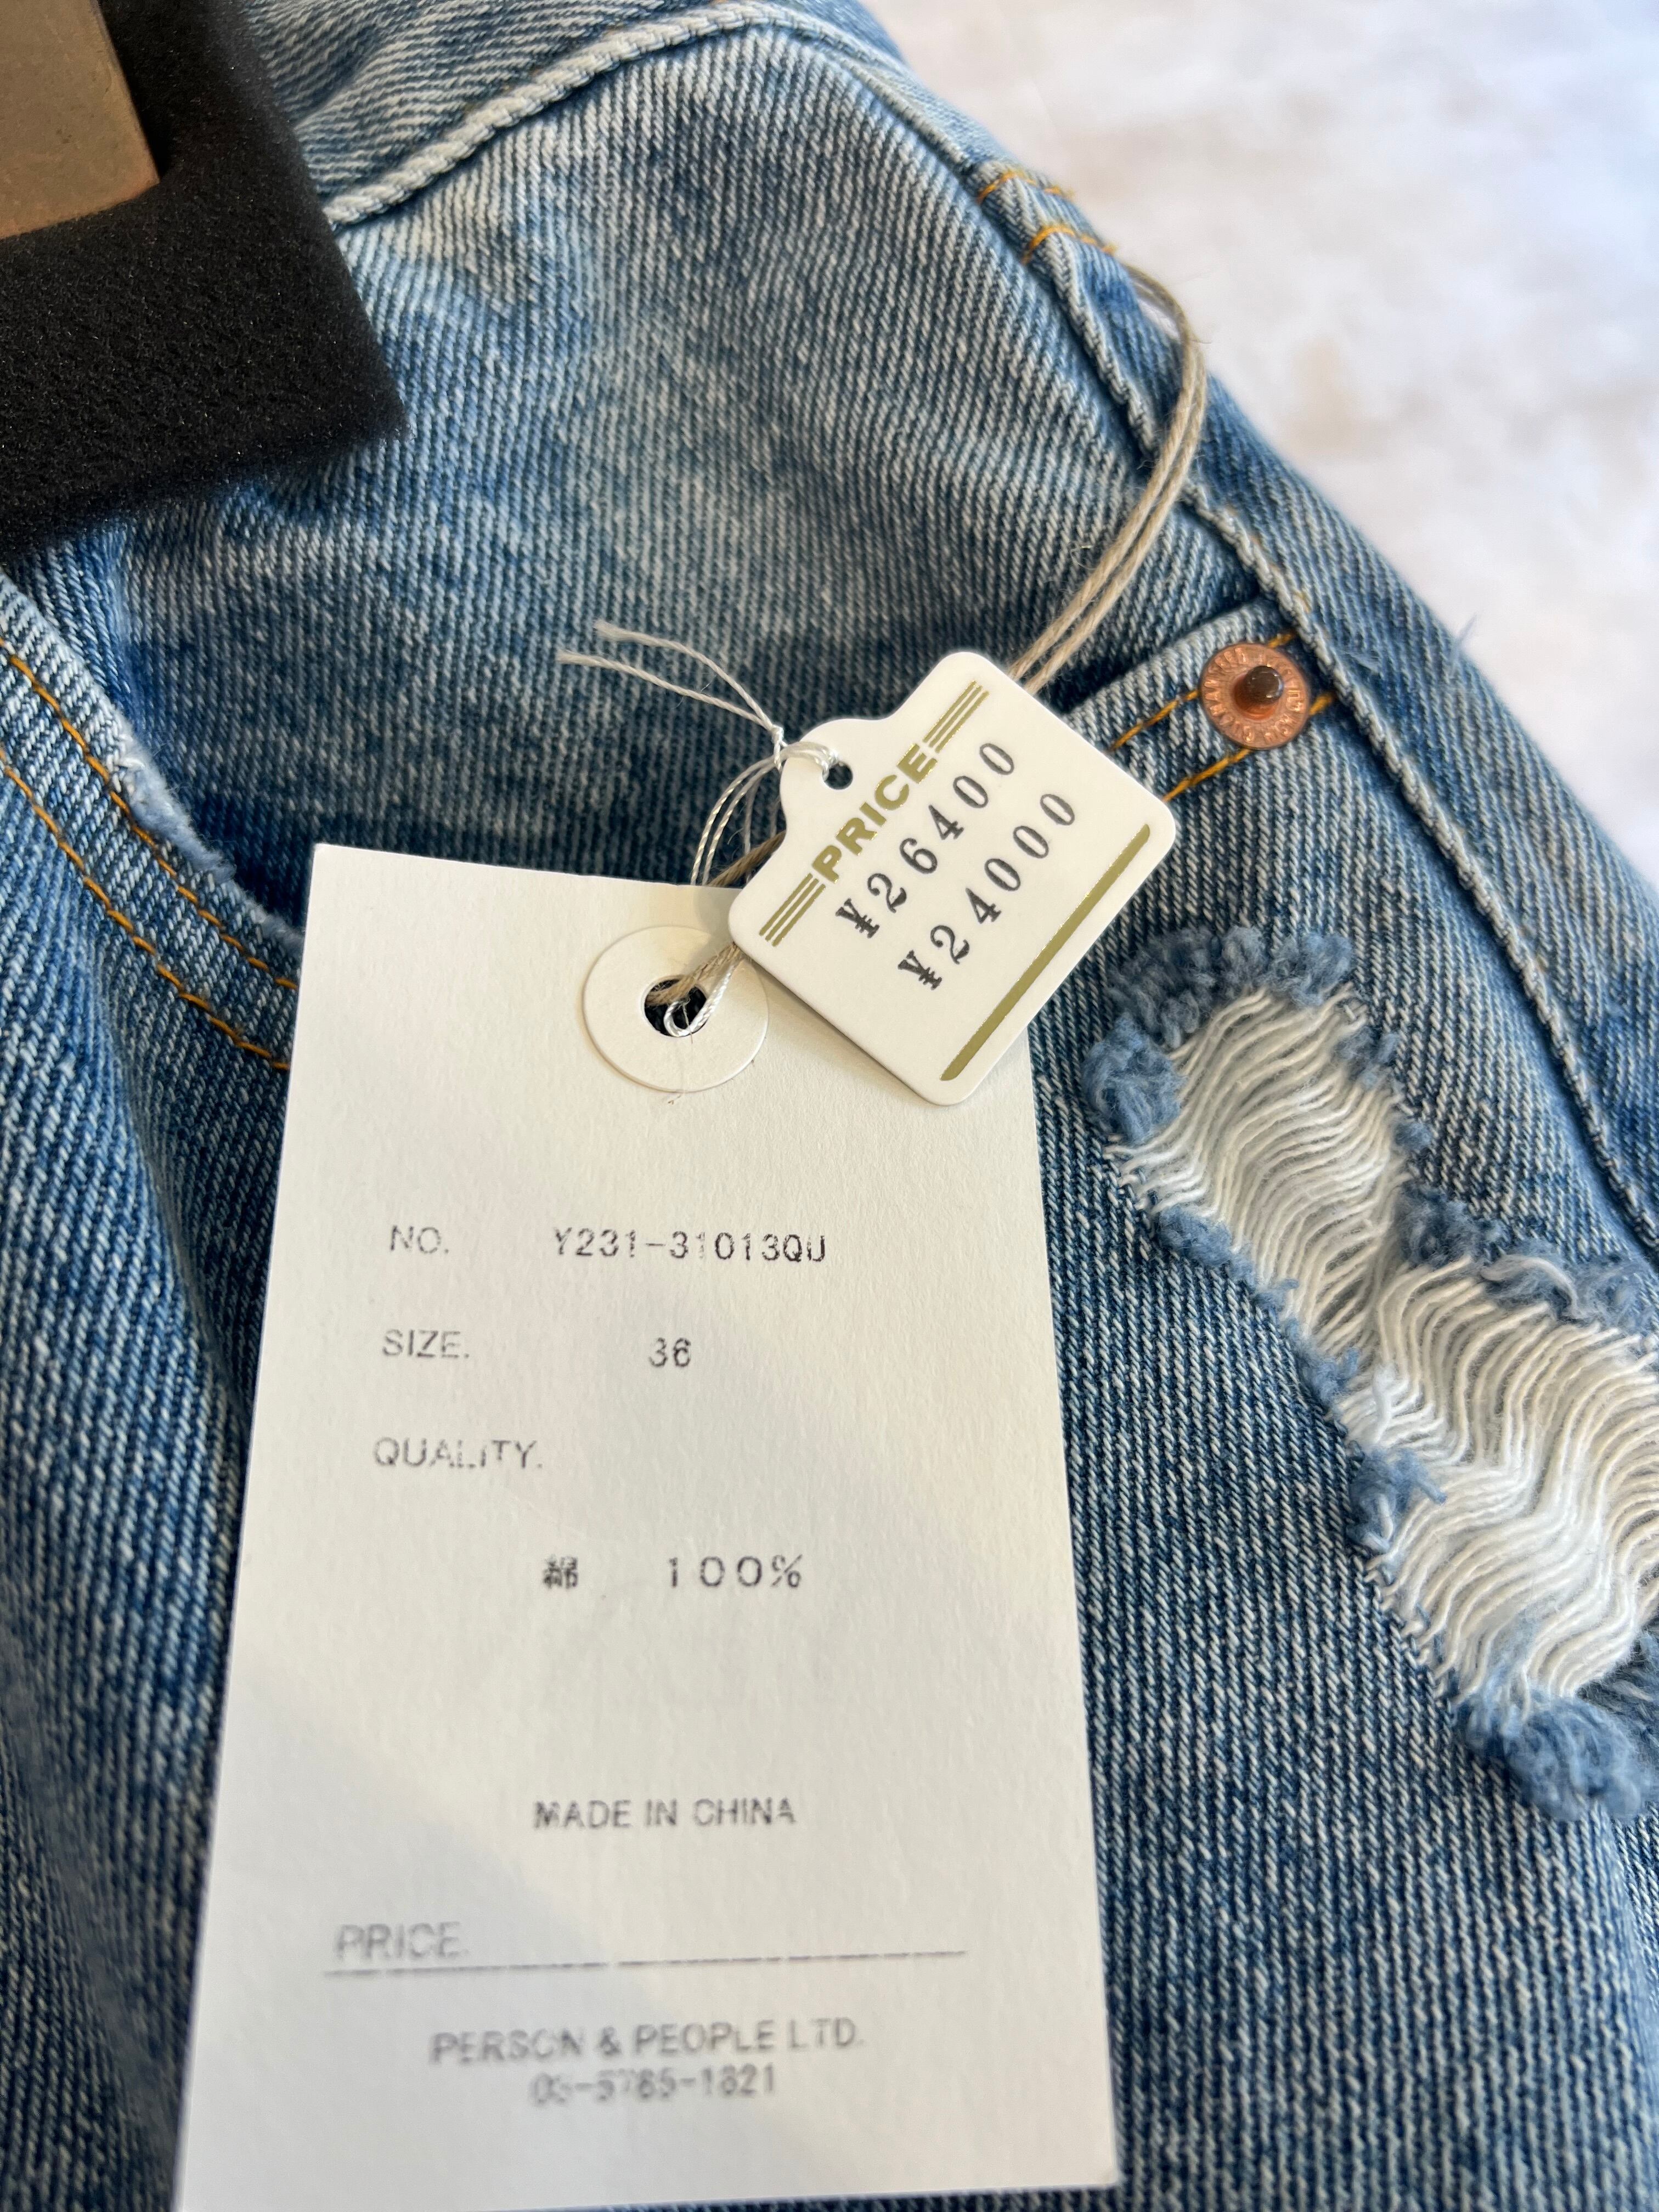 PRICE
¥26400
¥24000
NO. Y231-31013QU
SIZE. 36
QUALITY.
綿 100%
MADE IN CHINA
PRICE.
PERSON & PEOPLE LTD.
03-5785-1821